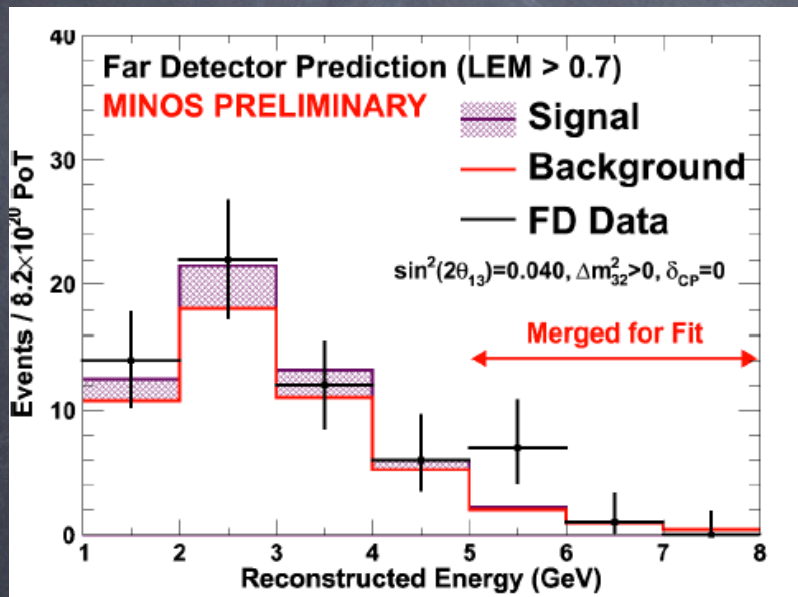 40
Far Detector Prediction (LEM > 0.7)
MINOS PRELIMINARY
Signal
Background
FD Data
sin²(2θ₁₃)=0.040, Δm²₃₂>0, δ_CP=0
Merged for Fit
30
20
10
0
Events / 8.2×10²⁰ PoT
1 2 3 4 5 6 7 8
Reconstructed Energy (GeV)